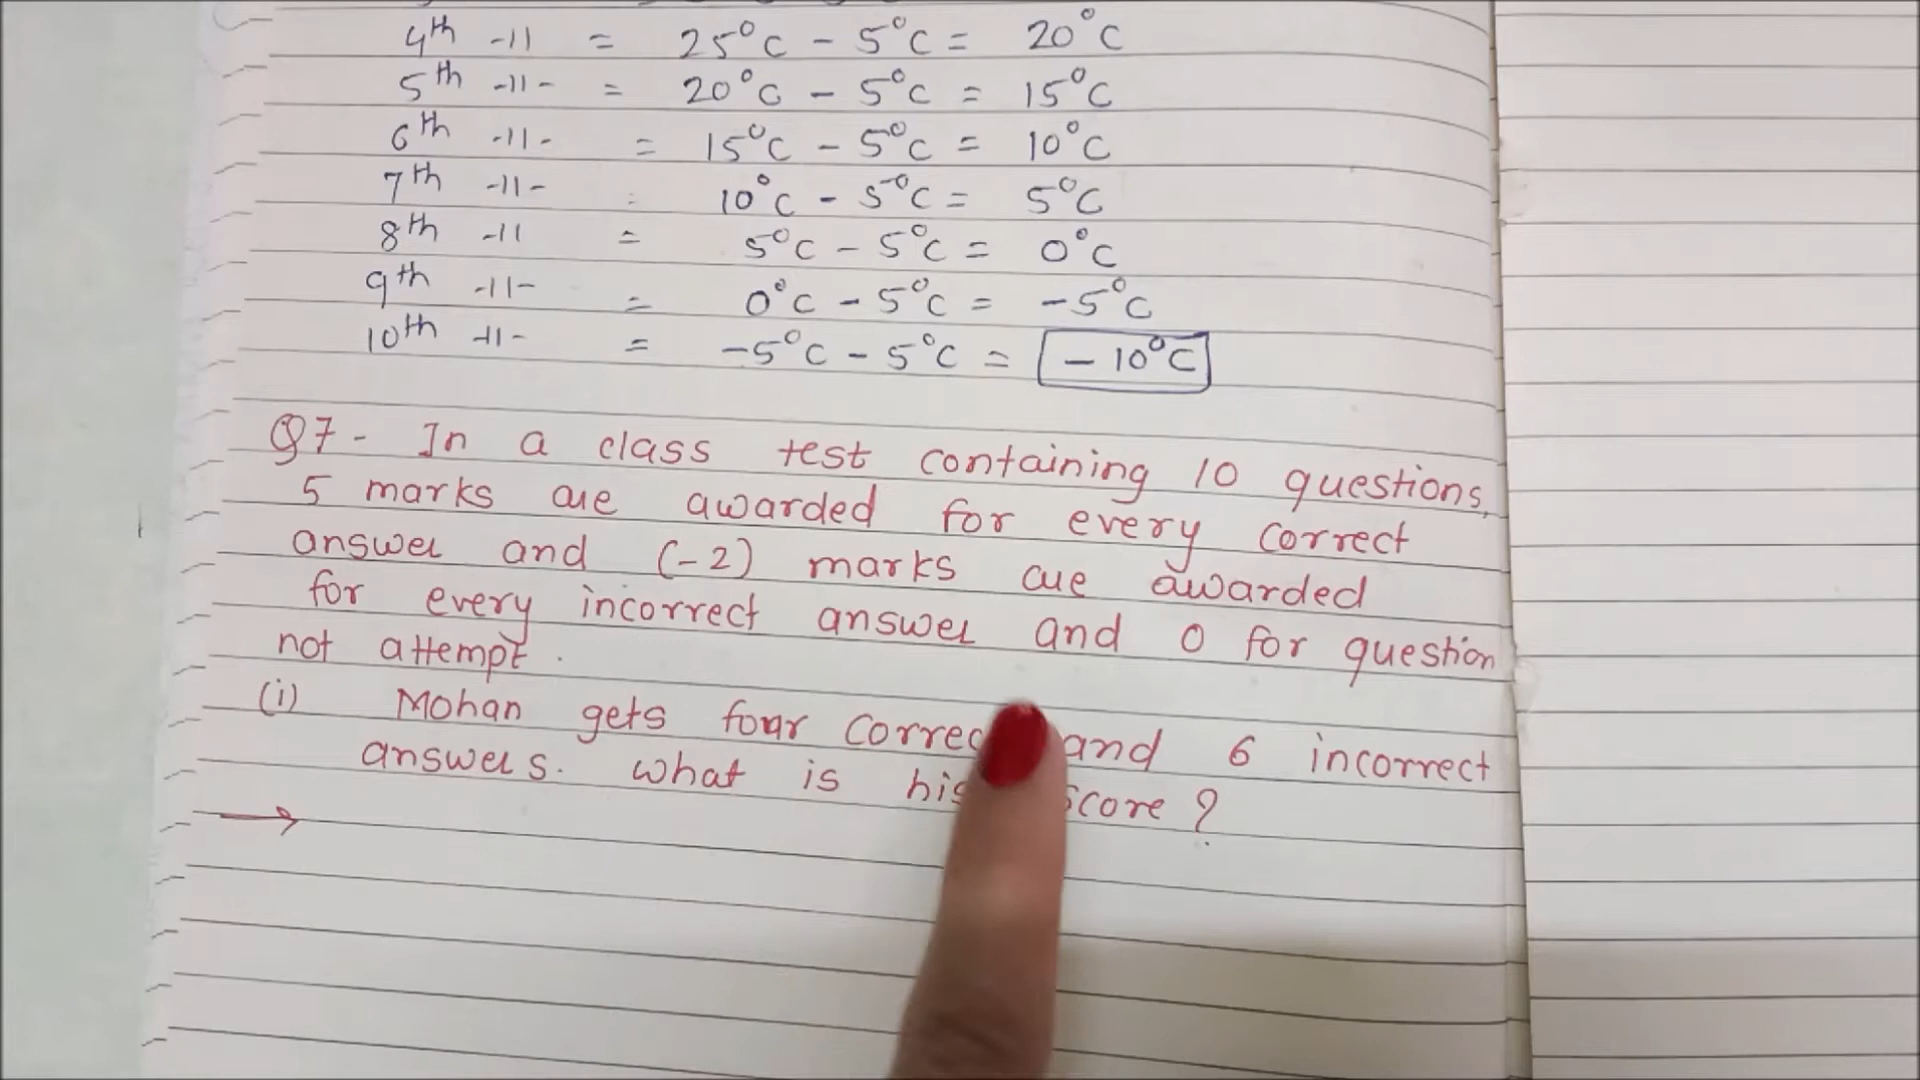 4th -11 = 25°C - 5°C = 20°C
5th -11- = 20°C - 5°C = 15°C
6th -11- = 15°C - 5°C = 10°C
7th -11- = 10°C - 5°C = 5°C
8th -11 = 5°C - 5°C = 0°C
9th -11- = 0°C - 5°C = -5°C
10th -11- = -5°C - 5°C = -10°C
Q7 - In a class test containing 10 questions,
5 marks are awarded for every correct
answer and (-2) marks are awarded
for every incorrect answer and 0 for question
not attempt.
(i) Mohan gets four correct and 6 incorrect
answers. what is his score ?
→